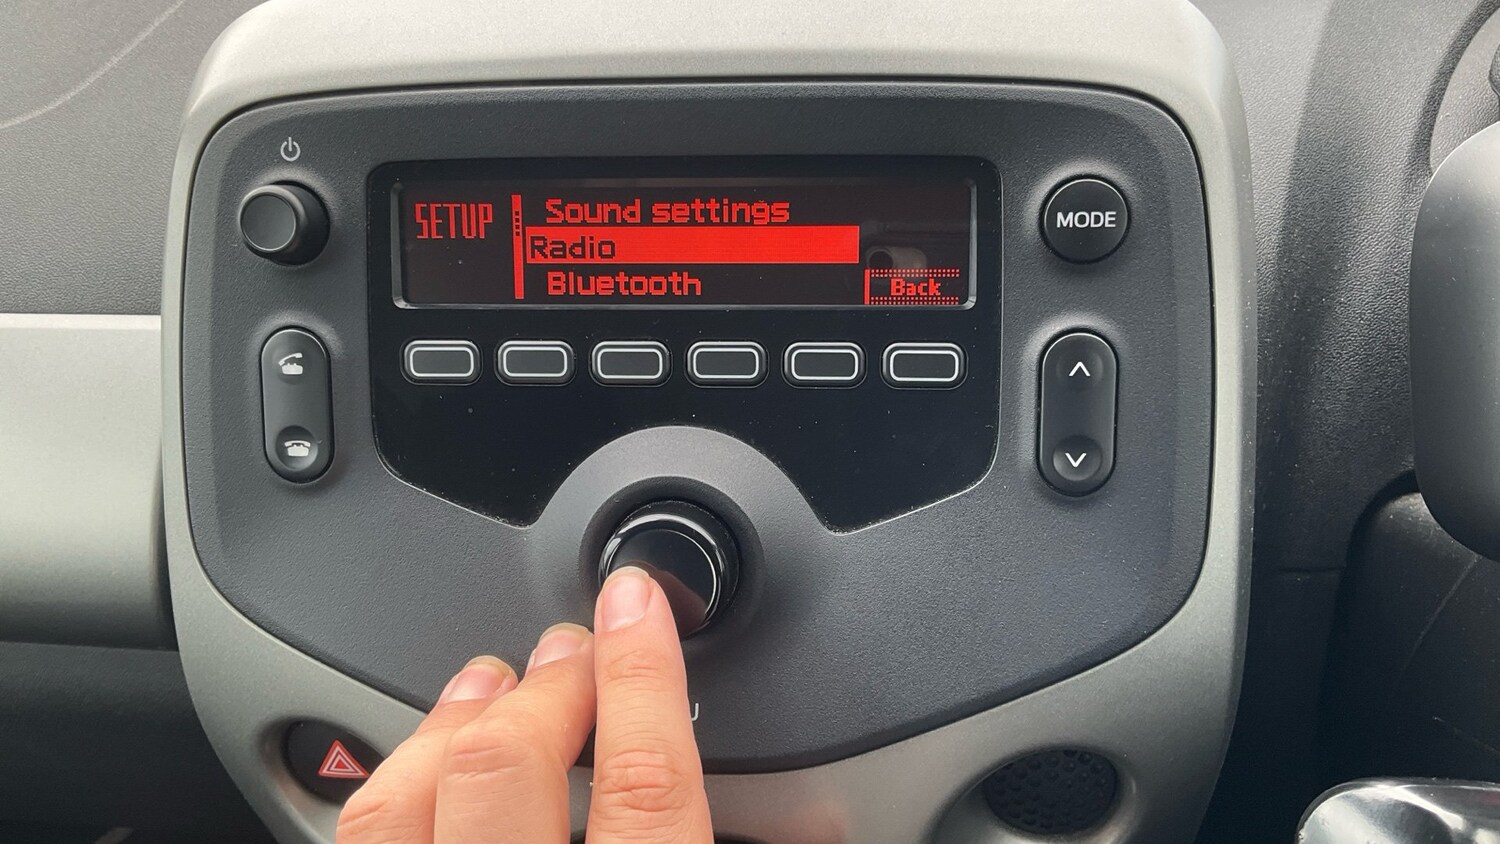 SETUP
Sound settings
Radio
Bluetooth
Back
MODE